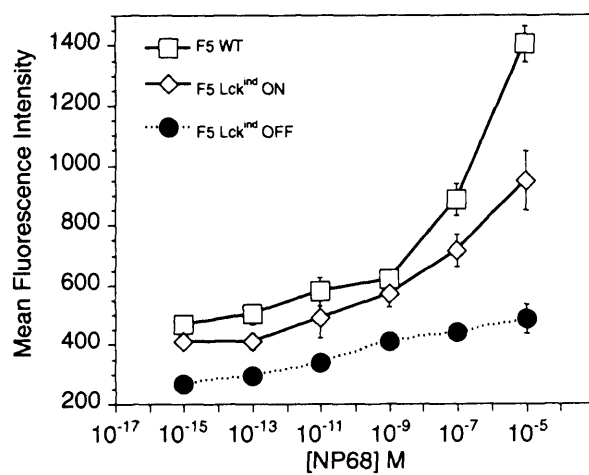 Mean Fluorescence Intensity
1400
1200
1000
800
600
400
200
F5 WT
F5 Lck^ind ON
F5 Lck^ind OFF
10^-17 10^-15 10^-13 10^-11 10^-9 10^-7 10^-5
[NP68] M